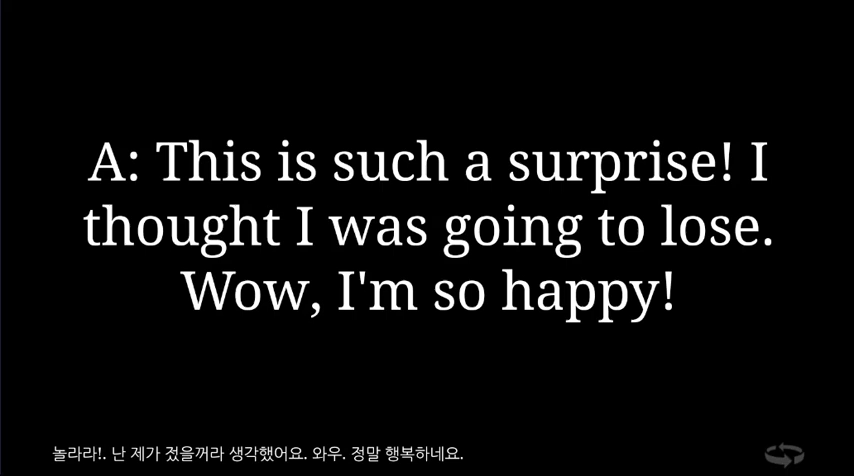 A: This is such a surprise! I
thought I was going to lose.
Wow, I'm so happy!
놀라라!. 난 제가 젔을꺼라 생각했어요. 와우. 정말 행복하네요.